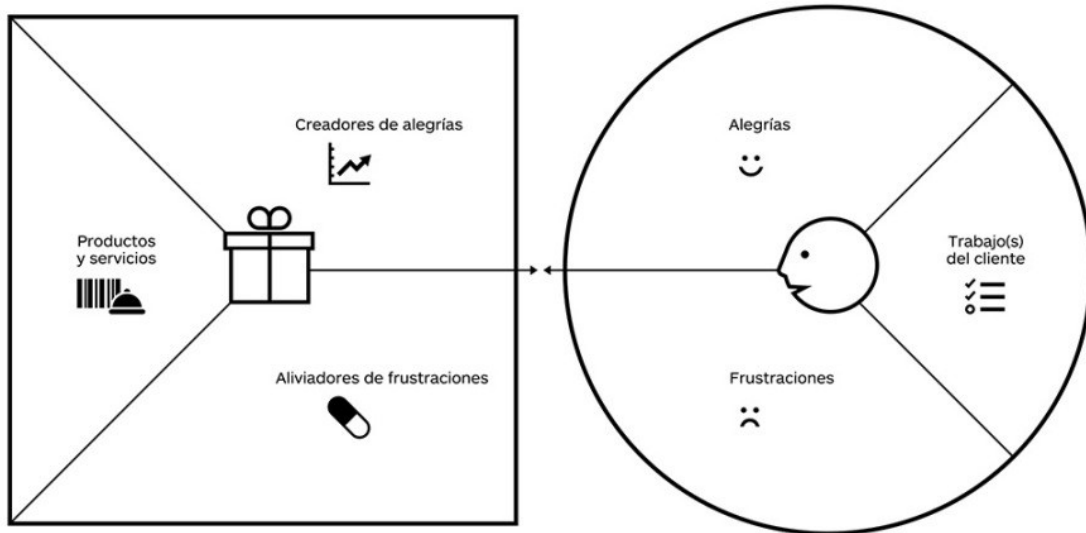 Creadores de alegrías
Productos
y servicios
Aliviadores de frustraciones
Alegrías
Trabajo(s)
del cliente
Frustraciones